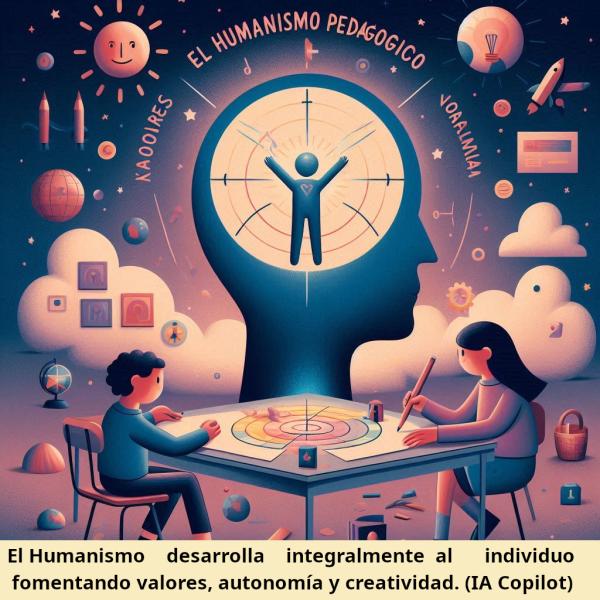 EL HUMANISMO PEDAGOGICO
El Humanismo desarrolla integralmente al individuo
fomentando valores, autonomía y creatividad. (IA Copilot)